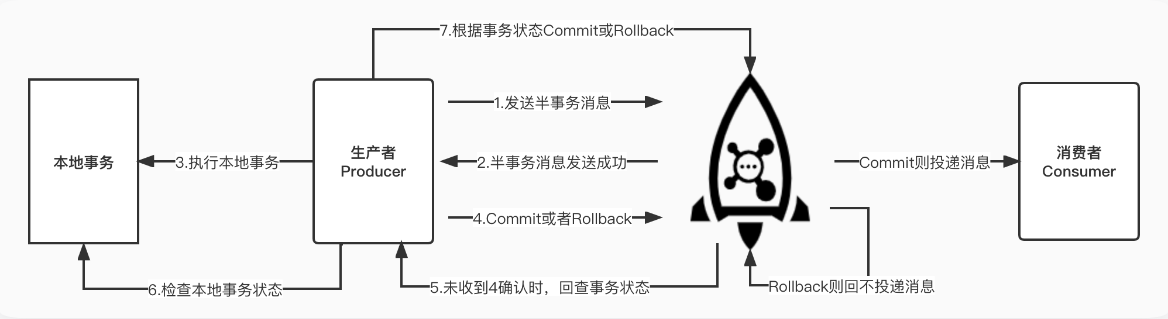 7.根据事务状态Commit或Rollback
1.发送半事务消息
本地事务
3.执行本地事务
生产者
Producer
2.半事务消息发送成功
Commit则投递消息
消费者
Consumer
4.Commit或者Rollback
6.检查本地事务状态
5.未收到4确认时，回查事务状态
Rollback则回不投递消息